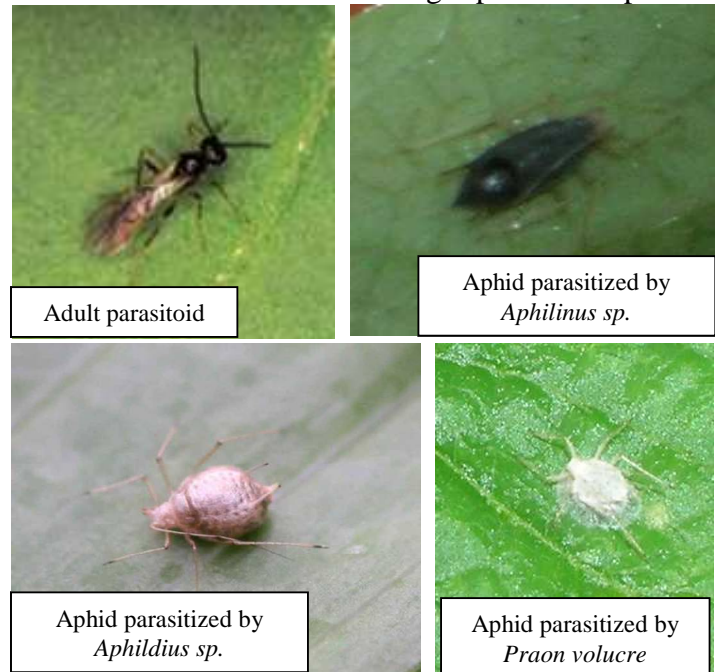 Adult parasitoid
Aphid parasitized by
Aphilinus sp.
Aphid parasitized by
Aphildius sp.
Aphid parasitized by
Praon volucre